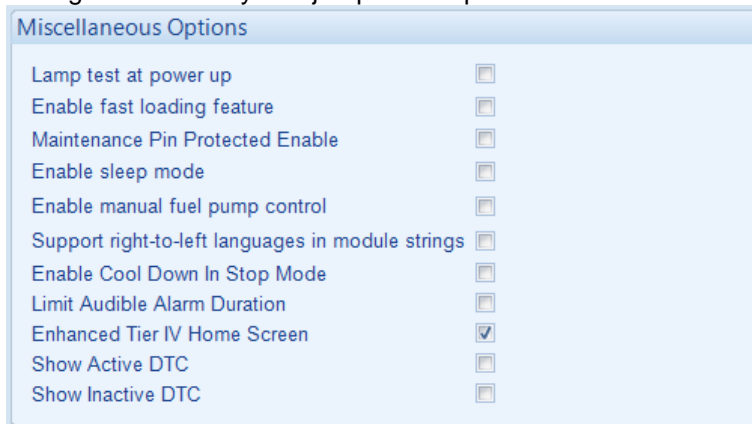 Miscellaneous Options
Lamp test at power up
Enable fast loading feature
Maintenance Pin Protected Enable
Enable sleep mode
Enable manual fuel pump control
Support right-to-left languages in module strings
Enable Cool Down In Stop Mode
Limit Audible Alarm Duration
Enhanced Tier IV Home Screen
Show Active DTC
Show Inactive DTC